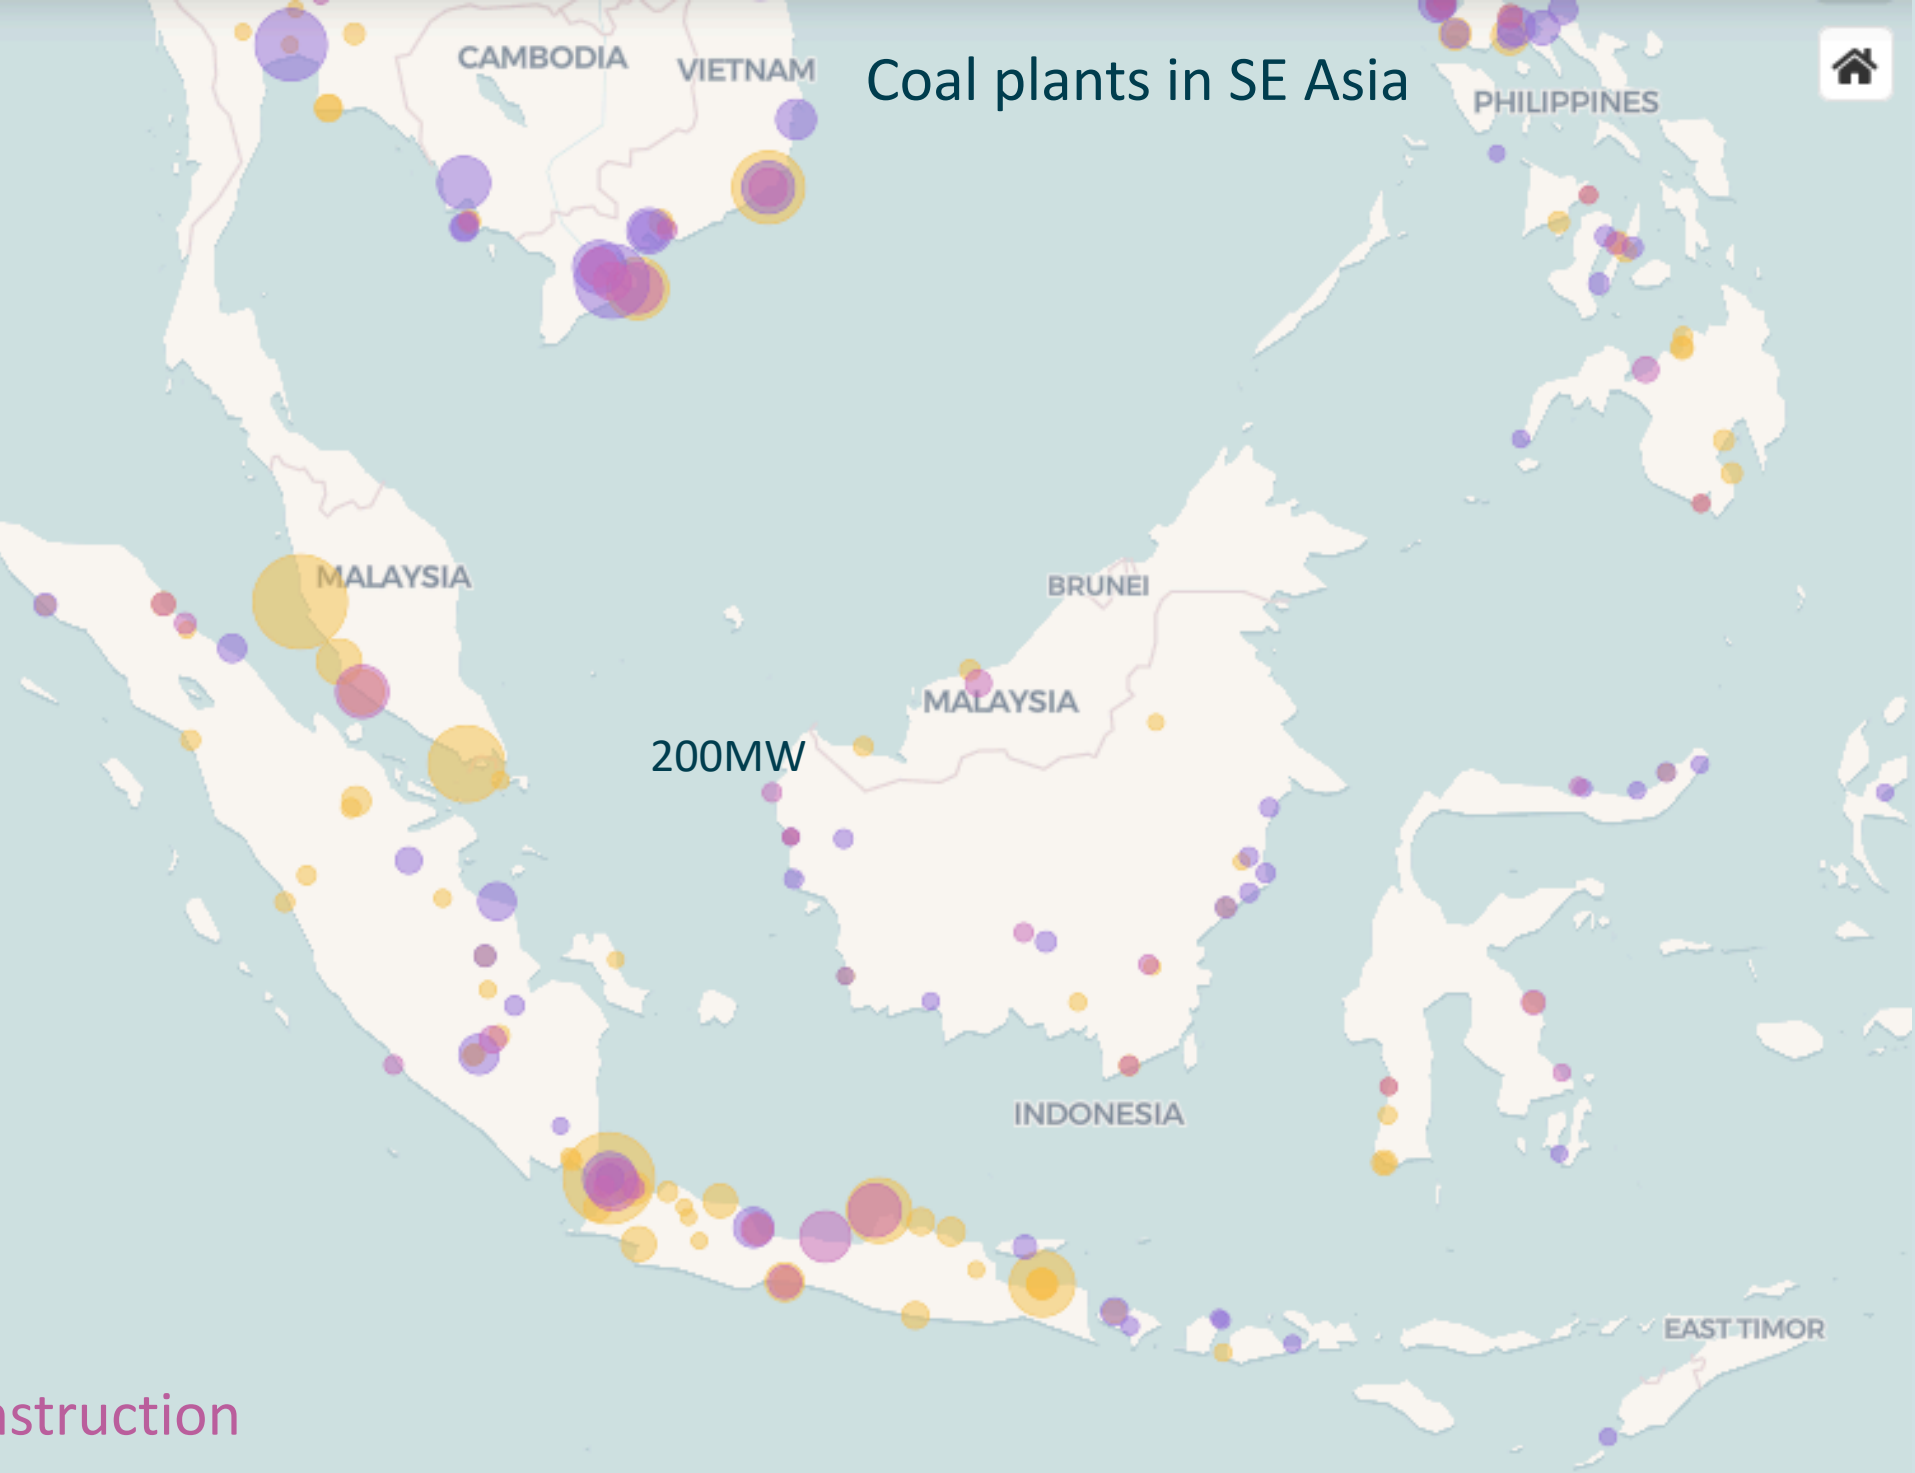 CAMBODIA
VIETNAM
Coal plants in SE Asia
PHILIPPINES
MALAYSIA
BRUNEI
MALAYSIA
200MW
INDONESIA
EAST TIMOR
nstruction